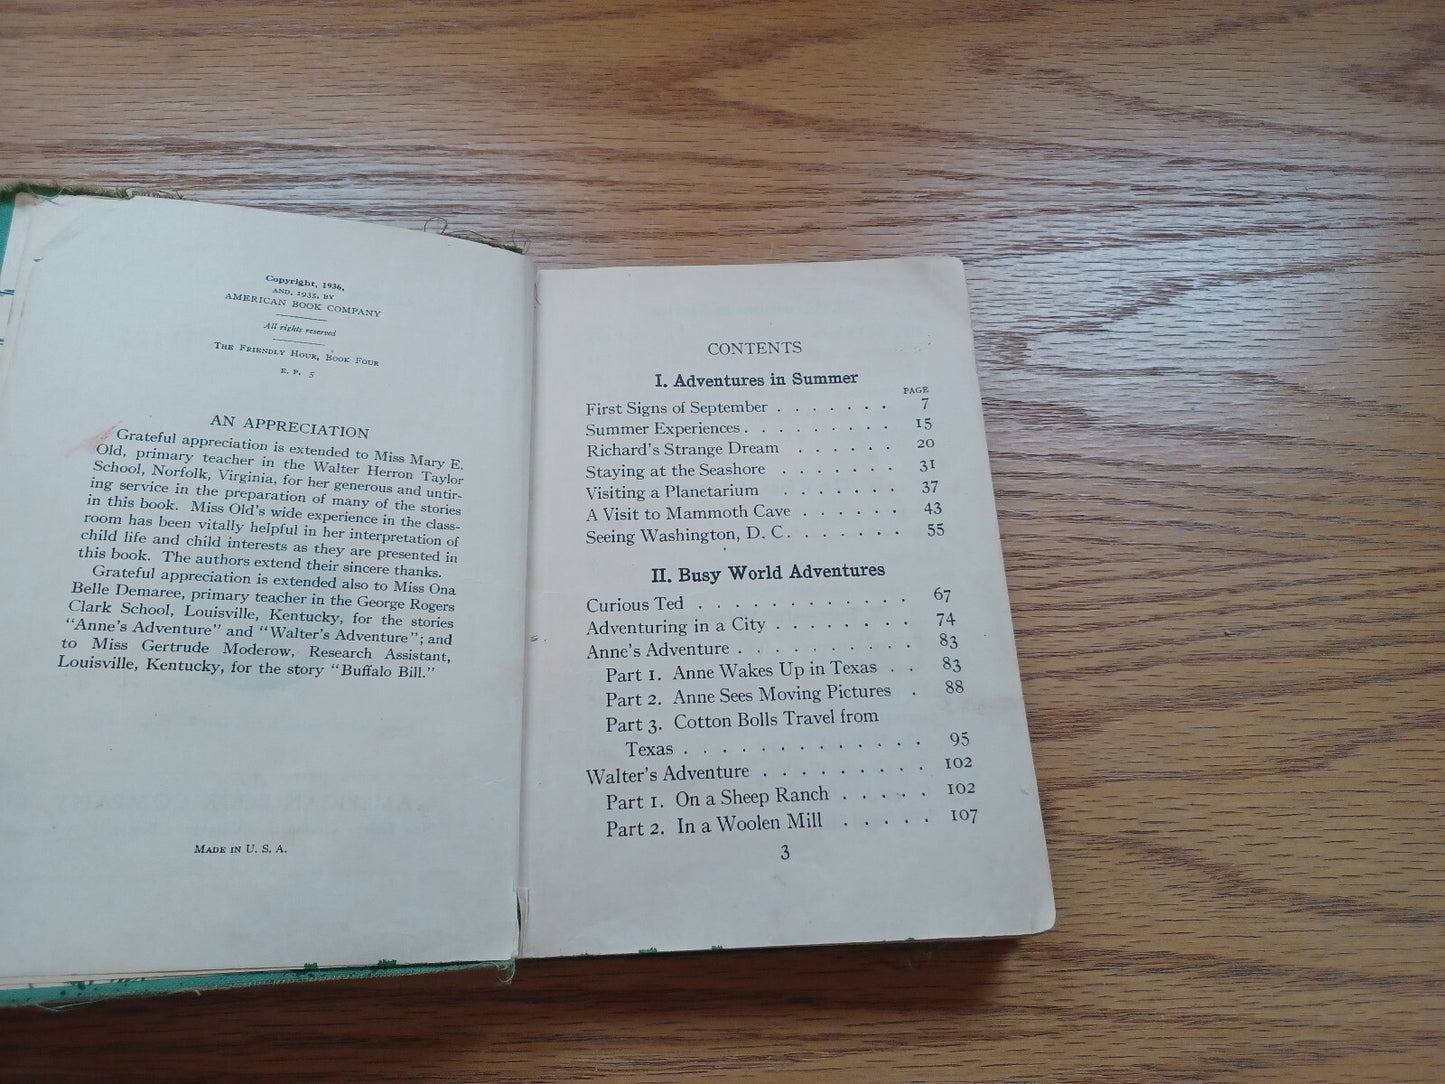 Copyright, 1936,
AND, 1935, BY
AMERICAN BOOK COMPANY
All rights reserved
THE FRIENDLY HOUR, BOOK FOUR
E. P. 5
AN APPRECIATION
Grateful appreciation is extended to Miss Mary E.
Old, primary teacher in the Walter Herron Taylor
School, Norfolk, Virginia, for her generous and untir-
ing service in the preparation of many of the stories
in this book. Miss Old's wide experience in the class-
room has been vitally helpful in her interpretation of
child life and child interests as they are presented in
this book. The authors extend their sincere thanks.
Grateful appreciation is extended also to Miss Ona
Belle Demaree, primary teacher in the George Rogers
Clark School, Louisville, Kentucky, for the stories
"Anne's Adventure" and "Walter's Adventure"; and
to Miss Gertrude Moderow, Research Assistant,
Louisville, Kentucky, for the story "Buffalo Bill."
MADE IN U. S. A.
CONTENTS
I. Adventures in Summer
PAGE
First Signs of September . . . . . . . 7
Summer Experiences . . . . . . . . 15
Richard's Strange Dream . . . . . . 20
Staying at the Seashore . . . . . . . 31
Visiting a Planetarium . . . . . . . 37
A Visit to Mammoth Cave . . . . . . 43
Seeing Washington, D. C. . . . . . . 55
II. Busy World Adventures
Curious Ted . . . . . . . . . . . . 67
Adventuring in a City . . . . . . . . 74
Anne's Adventure . . . . . . . . . . 83
Part 1. Anne Wakes Up in Texas . . 83
Part 2. Anne Sees Moving Pictures . 88
Part 3. Cotton Bolls Travel from
Texas . . . . . . . . . . . . . 95
Walter's Adventure . . . . . . . . . 102
Part 1. On a Sheep Ranch . . . . . 102
Part 2. In a Woolen Mill . . . . . 107
3